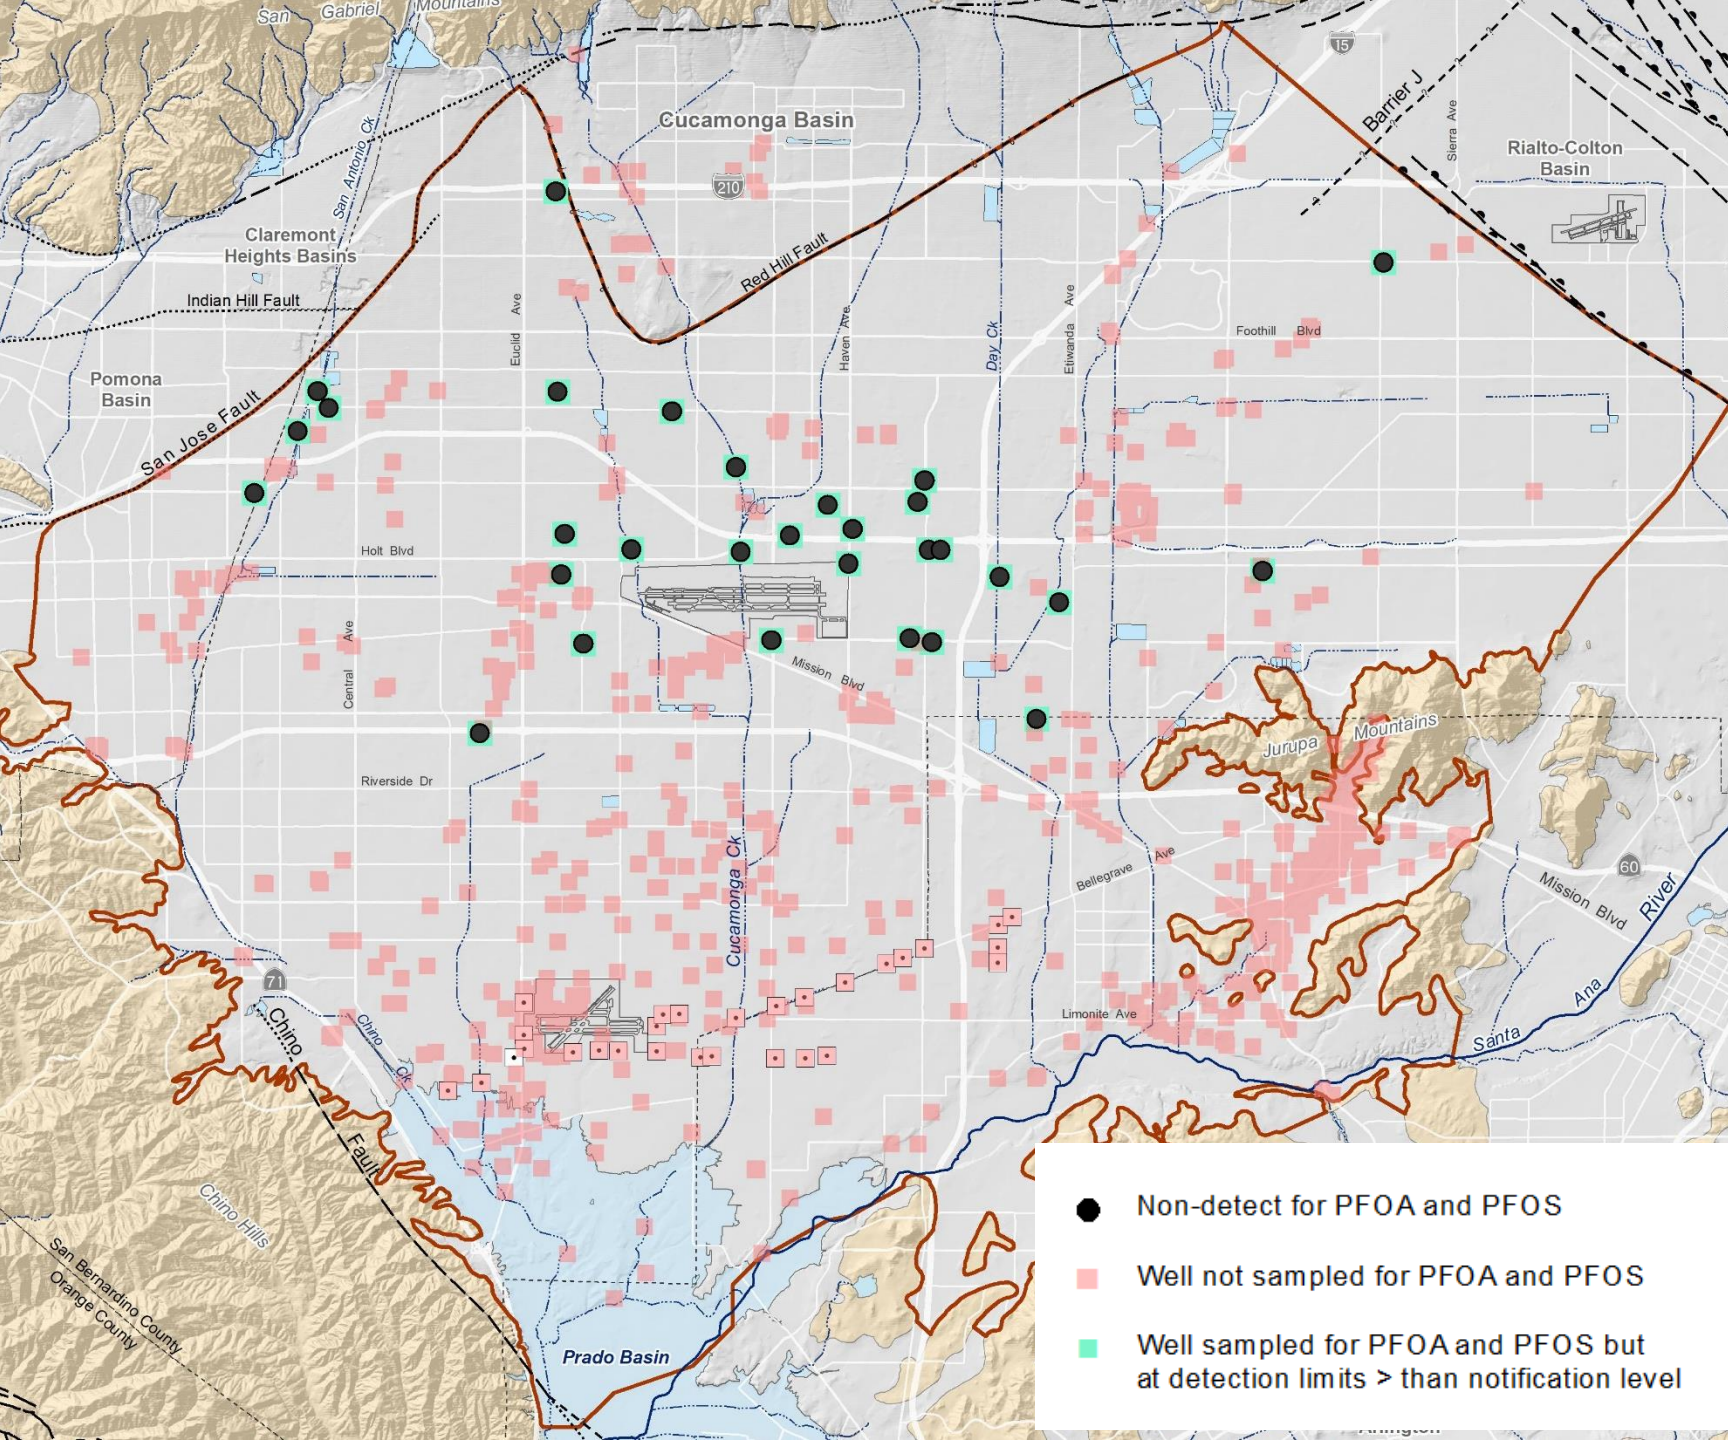 San Gabriel Mountains
15
Barrier J
Sierra Ave
Cucamonga Basin
San Antonio Ck
Rialto-Colton
Basin
210
Claremont
Heights Basins
Red Hill Fault
Indian Hill Fault
Euclid Ave
Haven Ave
Day Ck
Etiwanda Ave
Foothill Blvd
Pomona
Basin
San Jose Fault
Holt Blvd
Central Ave
Mission Blvd
Jurupa Mountains
Riverside Dr
Cucamonga Ck
Bellegrave Ave
60
Mission Blvd
Santa Ana River
71
Limonite Ave
Chino Fault
Chino Ck
Chino Hills
San Bernardino County
Orange County
Prado Basin
Non-detect for PFOA and PFOS
Well not sampled for PFOA and PFOS
Well sampled for PFOA and PFOS but
at detection limits > than notification level